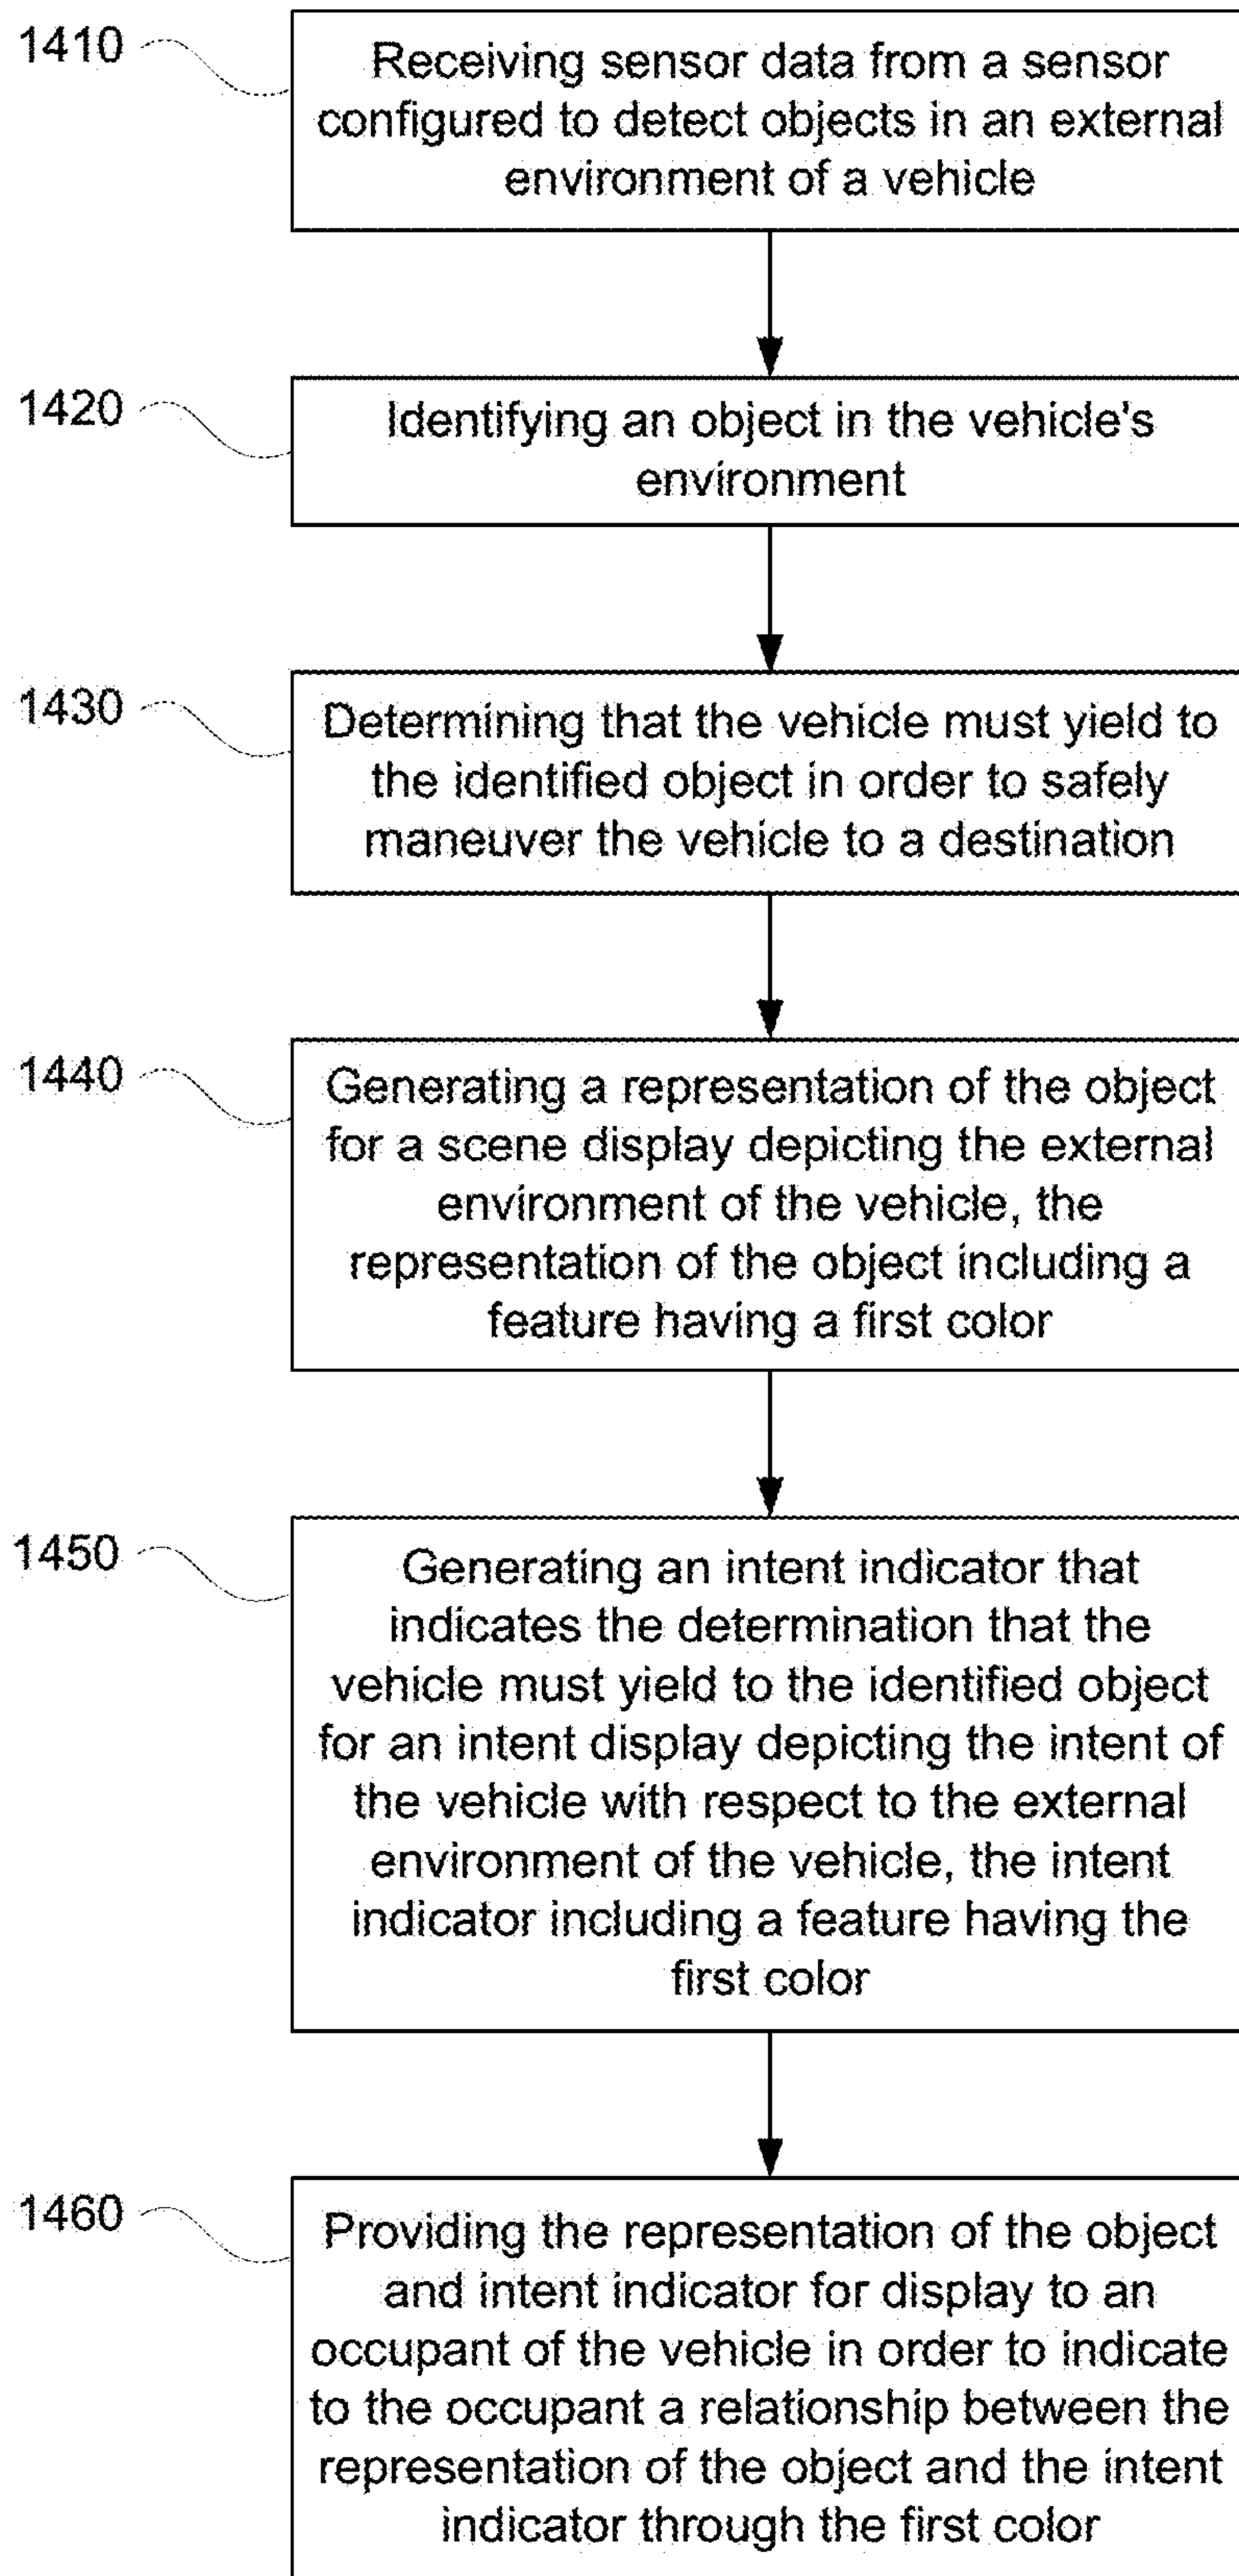 1410
Receiving sensor data from a sensor
configured to detect objects in an external
environment of a vehicle
1420
Identifying an object in the vehicle's
environment
1430
Determining that the vehicle must yield to
the identified object in order to safely
maneuver the vehicle to a destination
1440
Generating a representation of the object
for a scene display depicting the external
environment of the vehicle, the
representation of the object including a
feature having a first color
1450
Generating an intent indicator that
indicates the determination that the
vehicle must yield to the identified object
for an intent display depicting the intent of
the vehicle with respect to the external
environment of the vehicle, the intent
indicator including a feature having the
first color
1460
Providing the representation of the object
and intent indicator for display to an
occupant of the vehicle in order to indicate
to the occupant a relationship between the
representation of the object and the intent
indicator through the first color